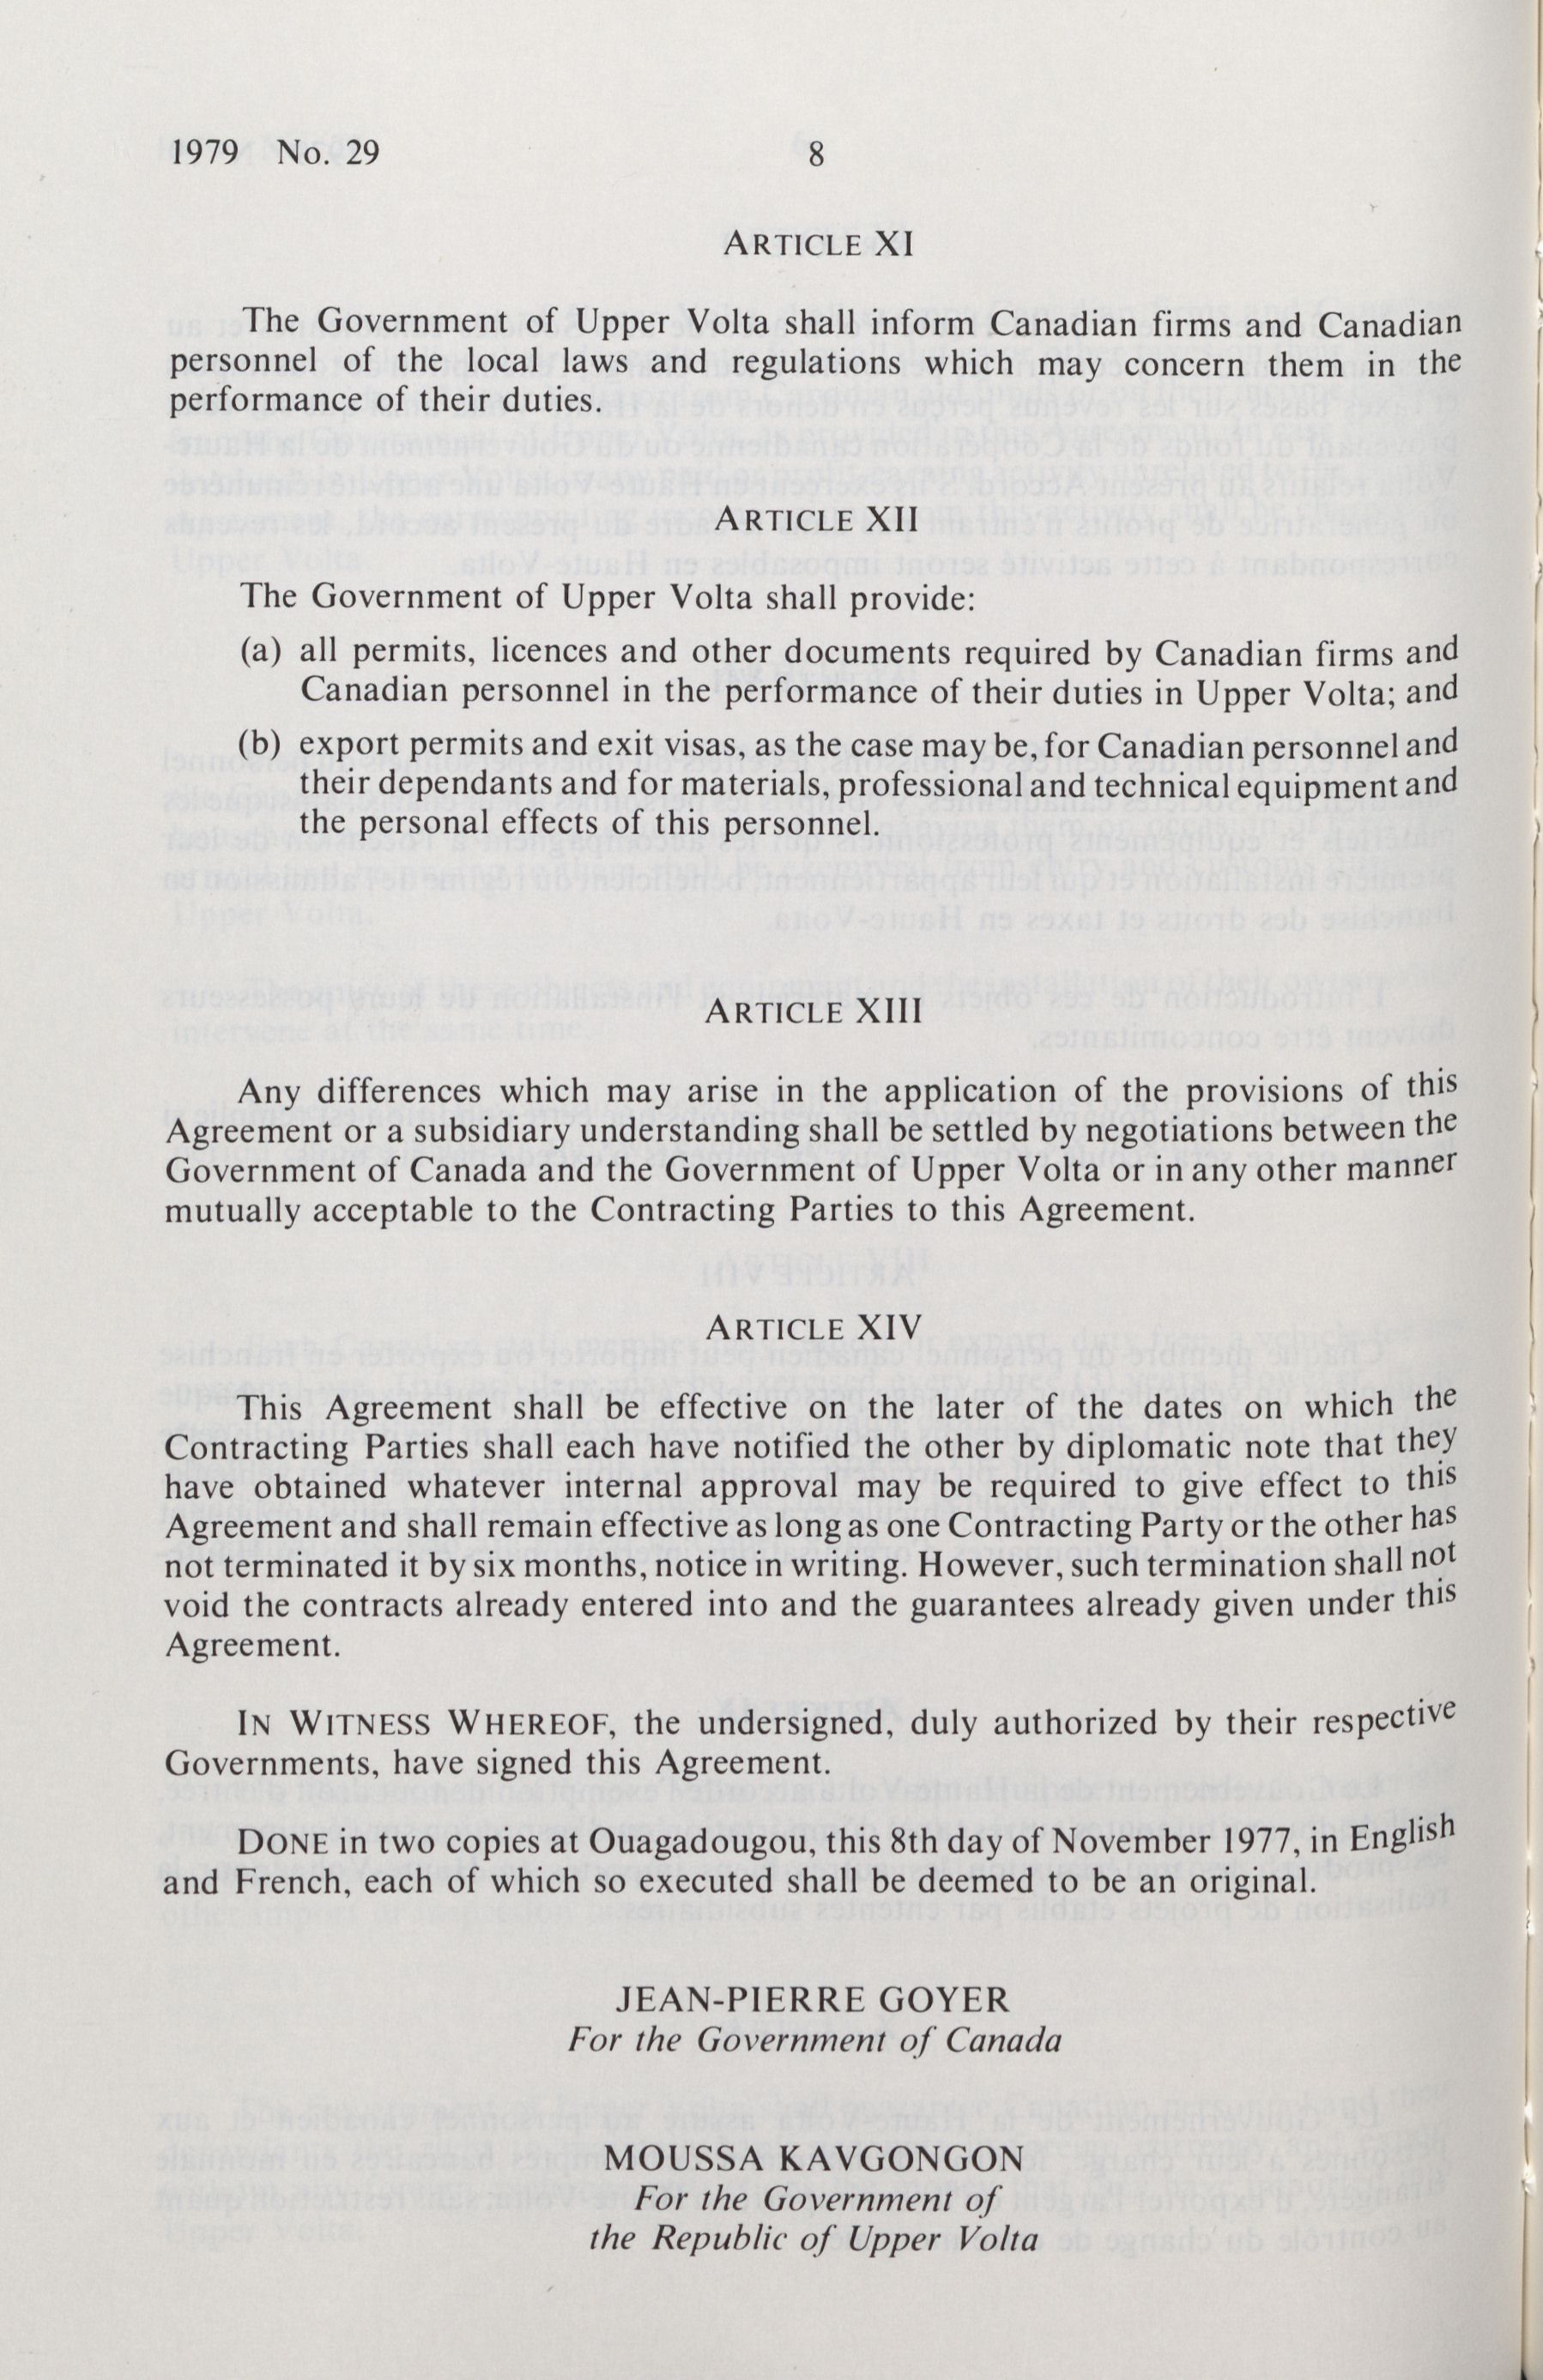 1979 No. 29
8
ARTICLE XI
The Government of Upper Volta shall inform Canadian firms and Canadian
personnel of the local laws and regulations which may concern them in the
performance of their duties.
ARTICLE XII
The Government of Upper Volta shall provide:
(a) all permits, licences and other documents required by Canadian firms and
Canadian personnel in the performance of their duties in Upper Volta; and
(b) export permits and exit visas, as the case may be, for Canadian personnel and
their dependants and for materials, professional and technical equipment and
the personal effects of this personnel.
ARTICLE XIII
Any differences which may arise in the application of the provisions of this
Agreement or a subsidiary understanding shall be settled by negotiations between the
Government of Canada and the Government of Upper Volta or in any other manner
mutually acceptable to the Contracting Parties to this Agreement.
ARTICLE XIV
This Agreement shall be effective on the later of the dates on which the
Contracting Parties shall each have notified the other by diplomatic note that they
have obtained whatever internal approval may be required to give effect to this
Agreement and shall remain effective as long as one Contracting Party or the other has
not terminated it by six months, notice in writing. However, such termination shall not
void the contracts already entered into and the guarantees already given under this
Agreement.
IN WITNESS WHEREOF, the undersigned, duly authorized by their respective
Governments, have signed this Agreement.
DONE in two copies at Ouagadougou, this 8th day of November 1977, in English
and French, each of which so executed shall be deemed to be an original.
JEAN-PIERRE GOYER
For the Government of Canada
MOUSSA KAVGONGON
For the Government of
the Republic of Upper Volta